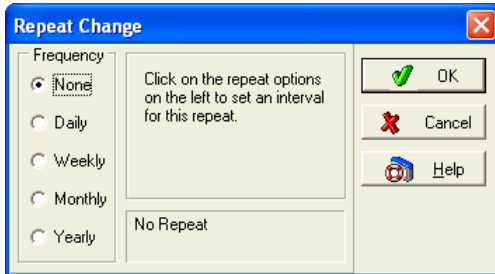 Repeat Change
Frequency
None
Daily
Weekly
Monthly
Yearly
Click on the repeat options
on the left to set an interval
for this repeat.
No Repeat
OK
Cancel
Help